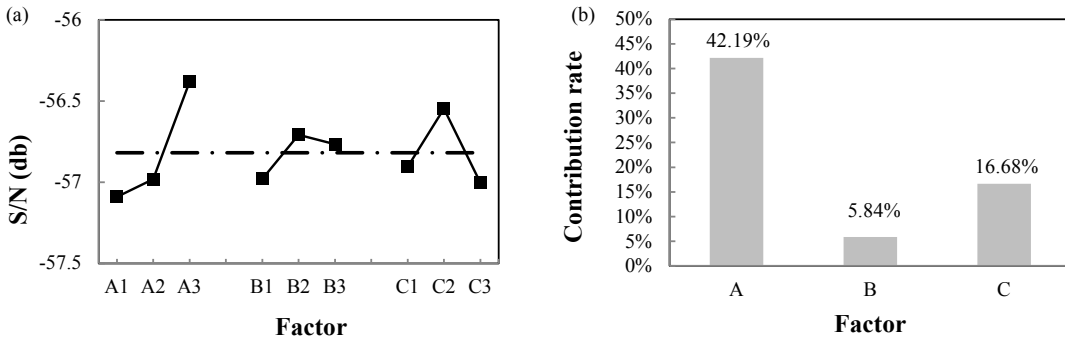 (a)
-56
-56.5
-57
-57.5
S/N (db)
A1 A2 A3 B1 B2 B3 C1 C2 C3
Factor
(b)
50%
45%
40%
35%
30%
25%
20%
15%
10%
5%
0%
Contribution rate
42.19%
5.84%
16.68%
A B C
Factor